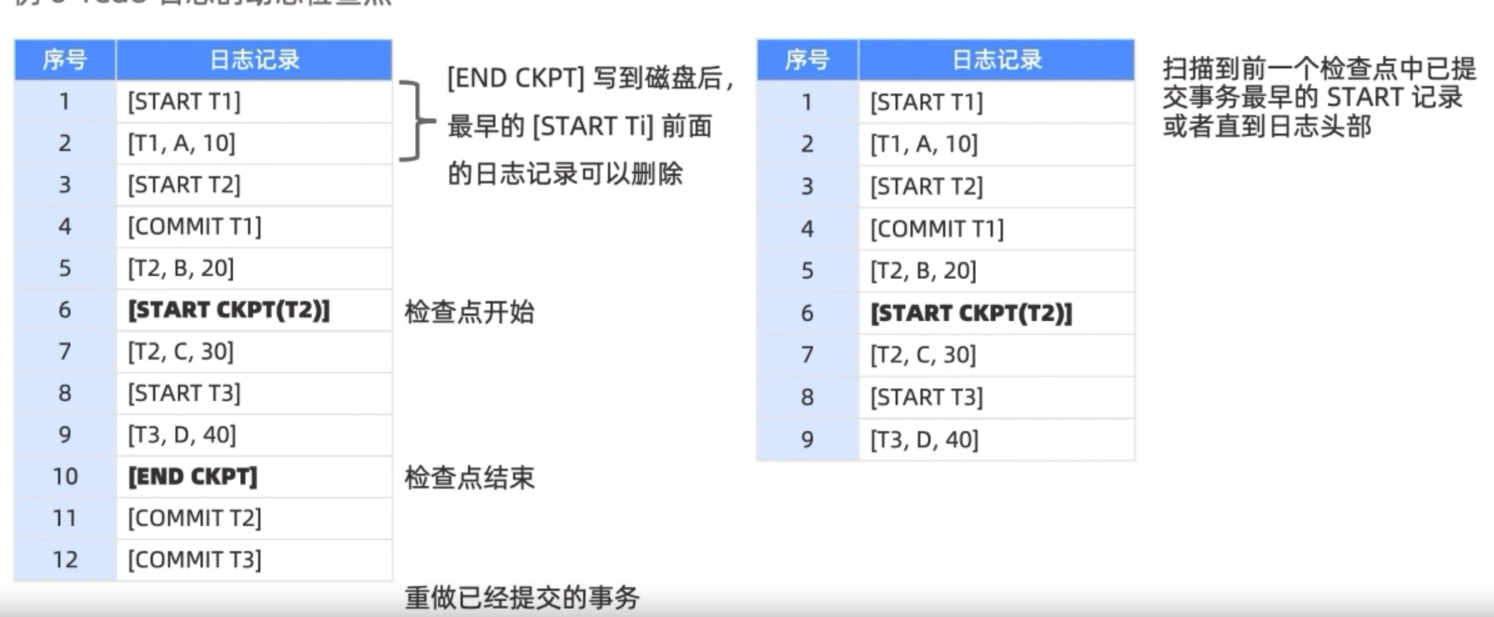 序号 日志记录
1 [START T1]
2 [T1, A, 10]
3 [START T2]
4 [COMMIT T1]
5 [T2, B, 20]
6 [START CKPT(T2)]
7 [T2, C, 30]
8 [START T3]
9 [T3, D, 40]
10 [END CKPT]
11 [COMMIT T2]
12 [COMMIT T3]
[END CKPT] 写到磁盘后，
最早的 [START Ti] 前面
的日志记录可以删除
检查点开始
检查点结束
重做已经提交的事务
序号 日志记录
1 [START T1]
2 [T1, A, 10]
3 [START T2]
4 [COMMIT T1]
5 [T2, B, 20]
6 [START CKPT(T2)]
7 [T2, C, 30]
8 [START T3]
9 [T3, D, 40]
扫描到前一个检查点中已提
交事务最早的 START 记录
或者直到日志头部